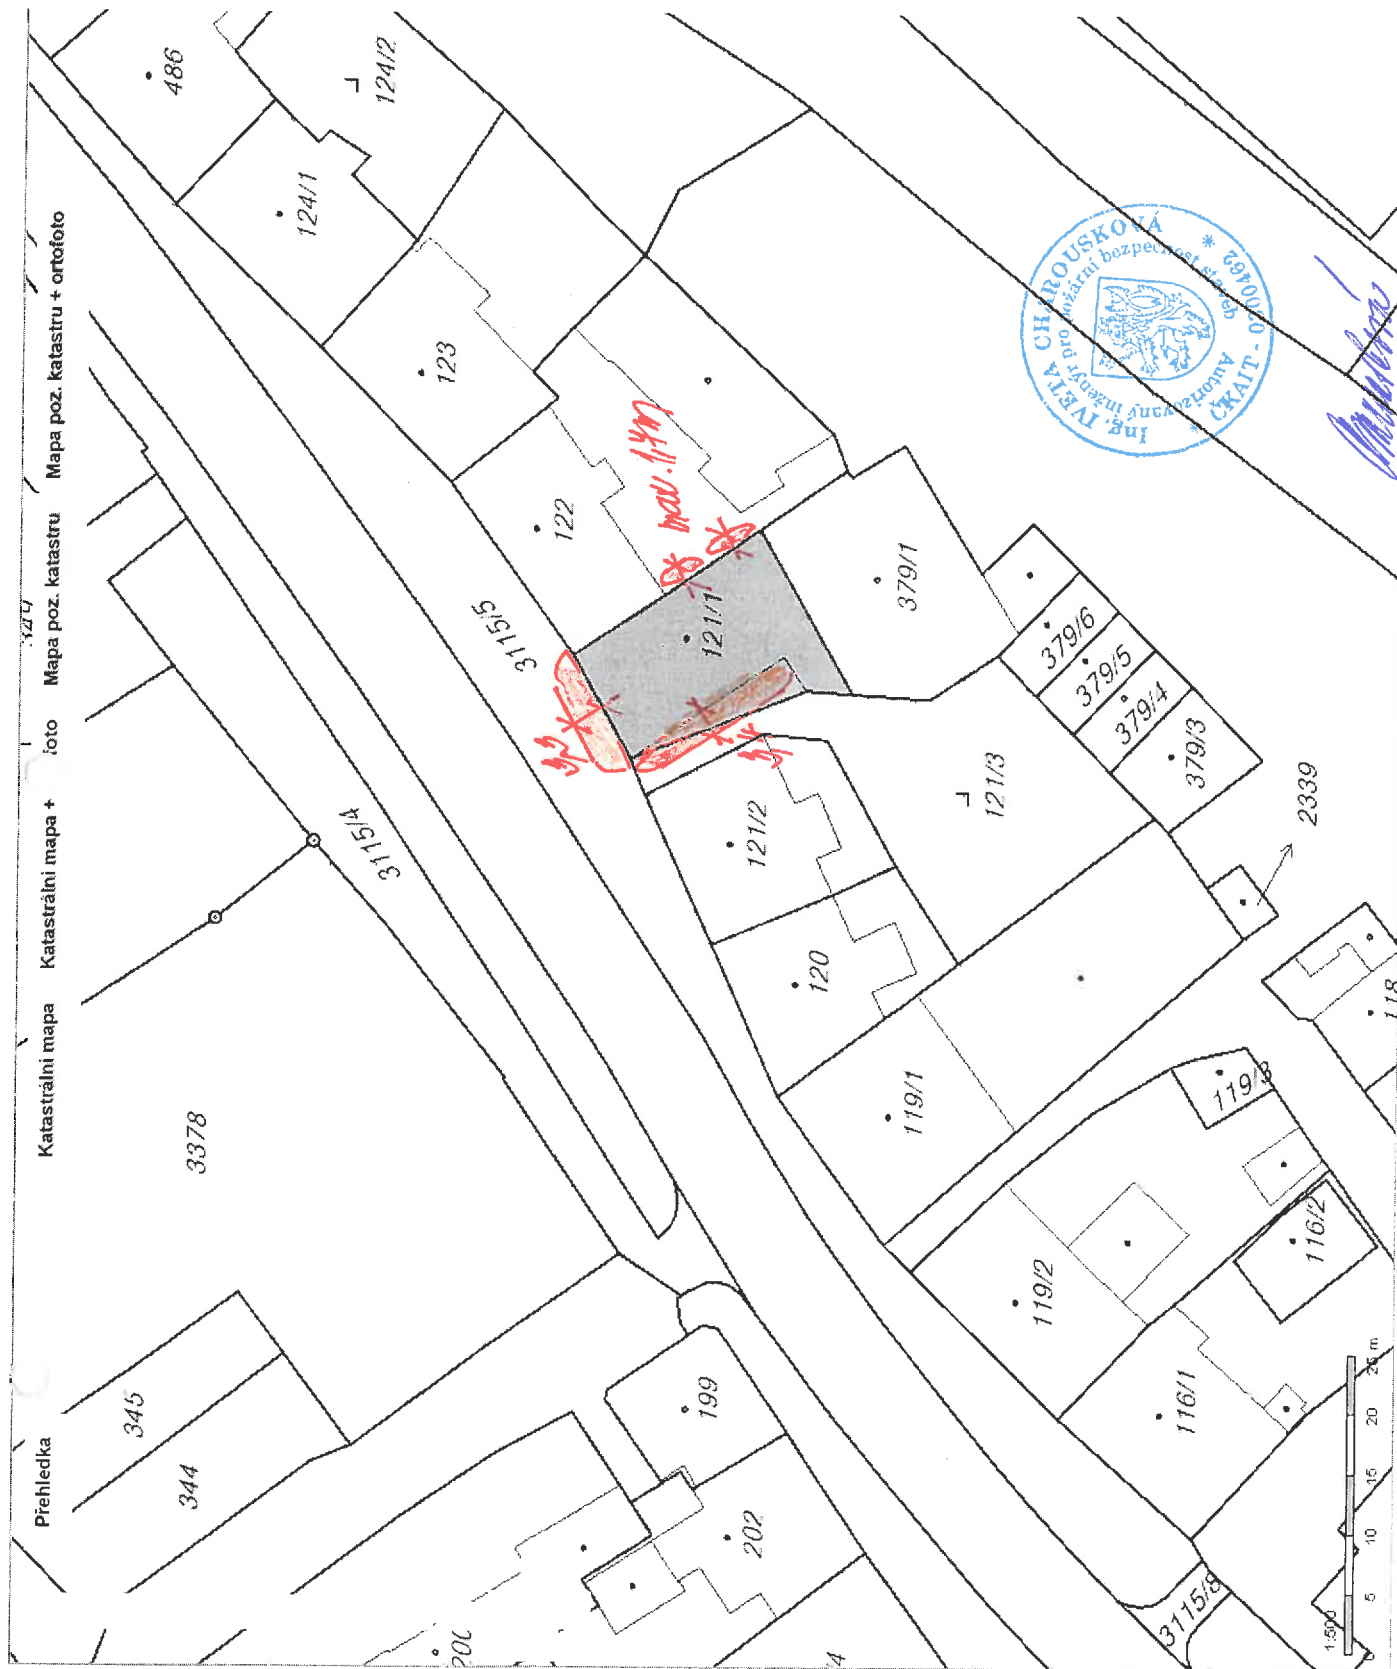 Přehledka
Katastrální mapa
Katastrální mapa +
foto
Mapa poz. katastru
Mapa poz. katastru + ortofoto
344
345
3378
3115/4
3115/5
486
124/2
124/1
123
122
max. 1,4m
121/1
379/1
379/6
379/5
379/4
379/3
121/3
2339
121/2
120
119/1
119/3
118
119/2
116/2
116/1
199
202
3115/8
Ing. IVETA CHAROUSKOVÁ
Autorizovaný inženýr pro požární bezpečnost staveb
* ČKAIT - 0200462 *
1:500
0 5 10 15 20 25 m